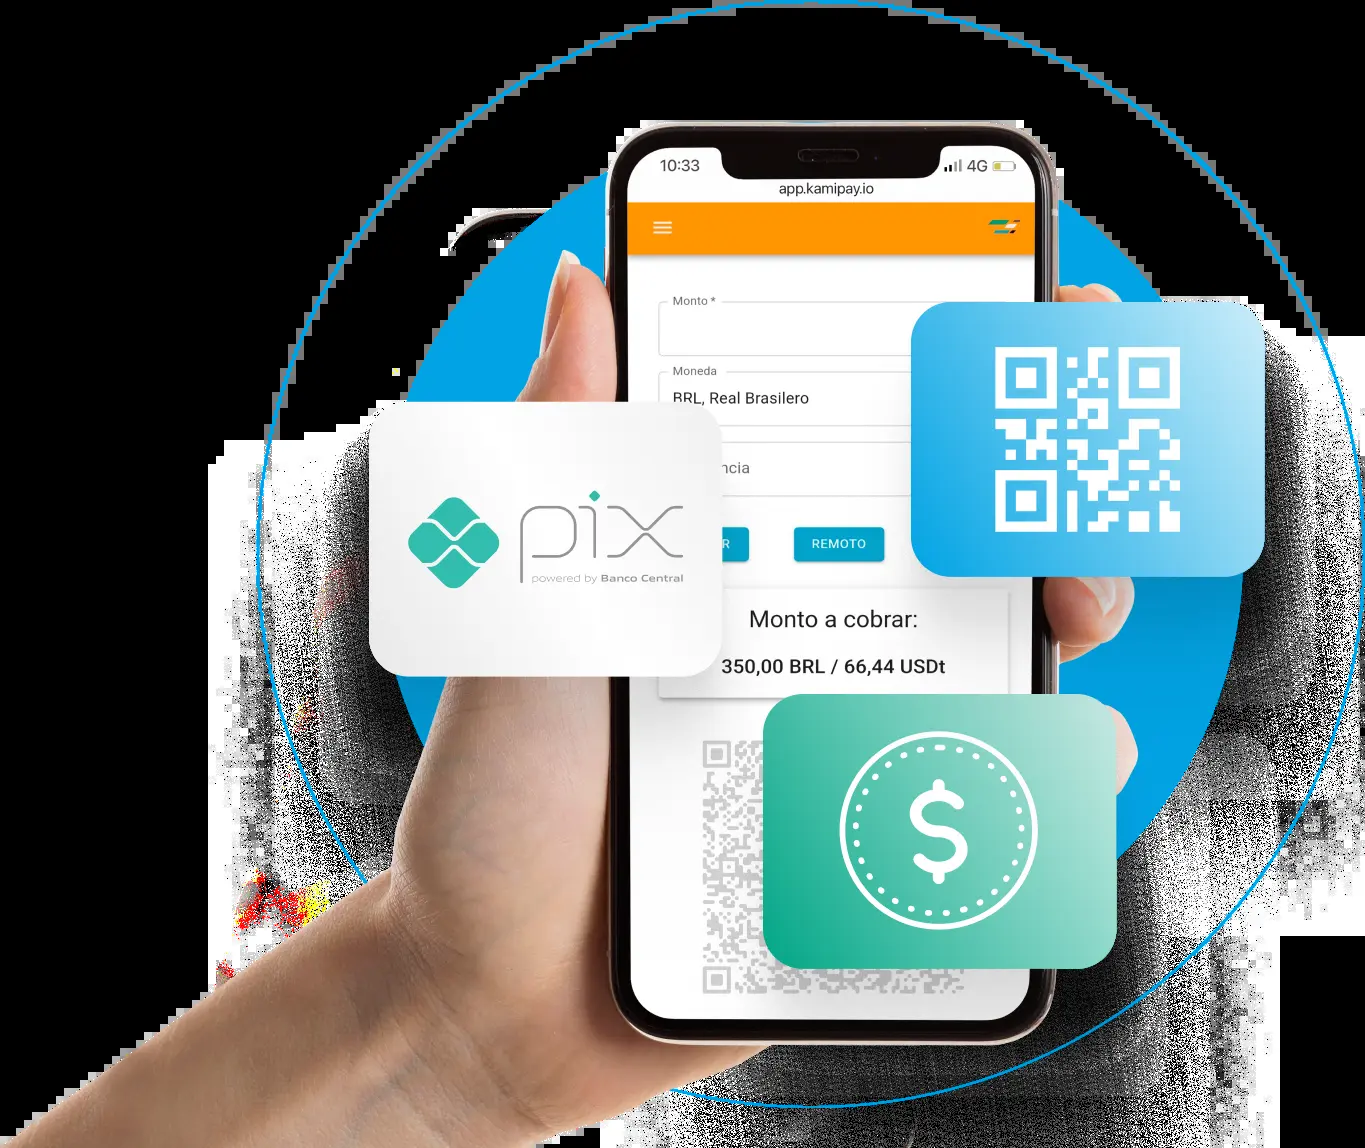 10:33
4G
app.kamipay.io
Monto *
Moneda
BRL, Real Brasilero
ncia
pix
powered by Banco Central
R
REMOTO
Monto a cobrar:
350,00 BRL / 66,44 USDt
$